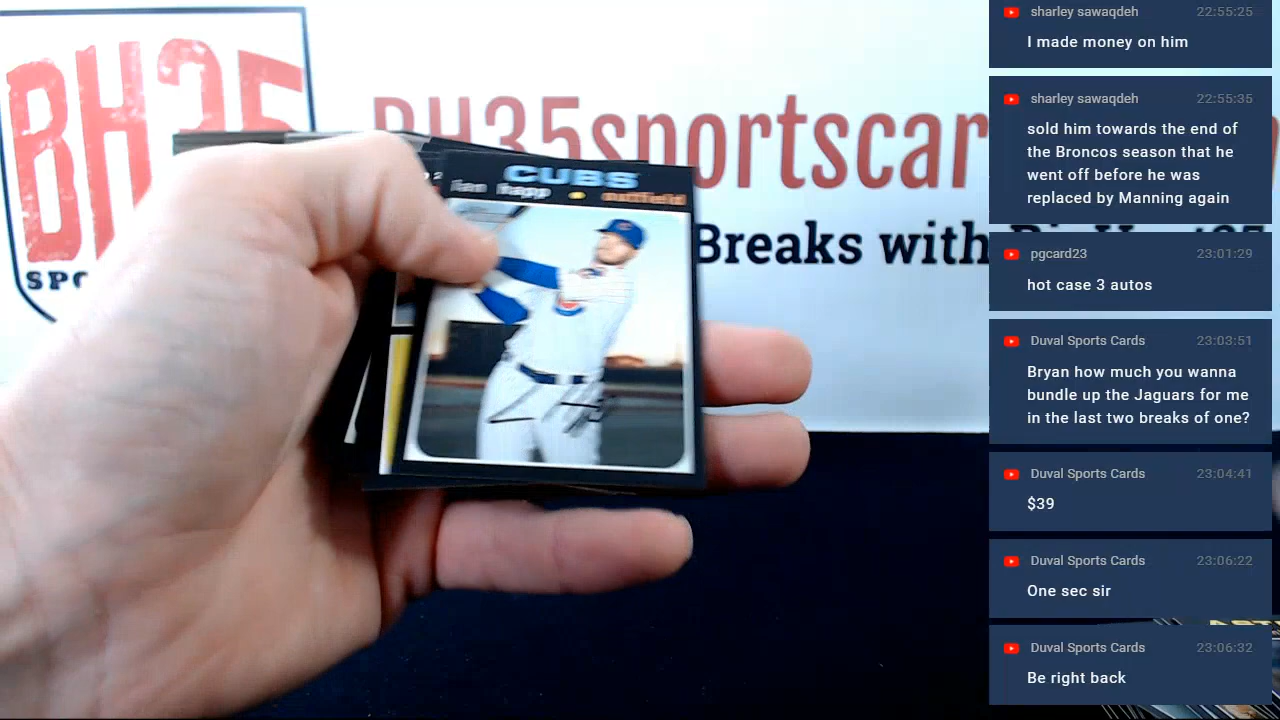 BH35
SPO
BH35sportscar
Breaks with
CUBS
ian happ outfield
sharley sawaqdeh 22:55:25
I made money on him
sharley sawaqdeh 22:55:35
sold him towards the end of
the Broncos season that he
went off before he was
replaced by Manning again
pgcard23 23:01:29
hot case 3 autos
Duval Sports Cards 23:03:51
Bryan how much you wanna
bundle up the Jaguars for me
in the last two breaks of one?
Duval Sports Cards 23:04:41
$39
Duval Sports Cards 23:06:22
One sec sir
Duval Sports Cards 23:06:32
Be right back